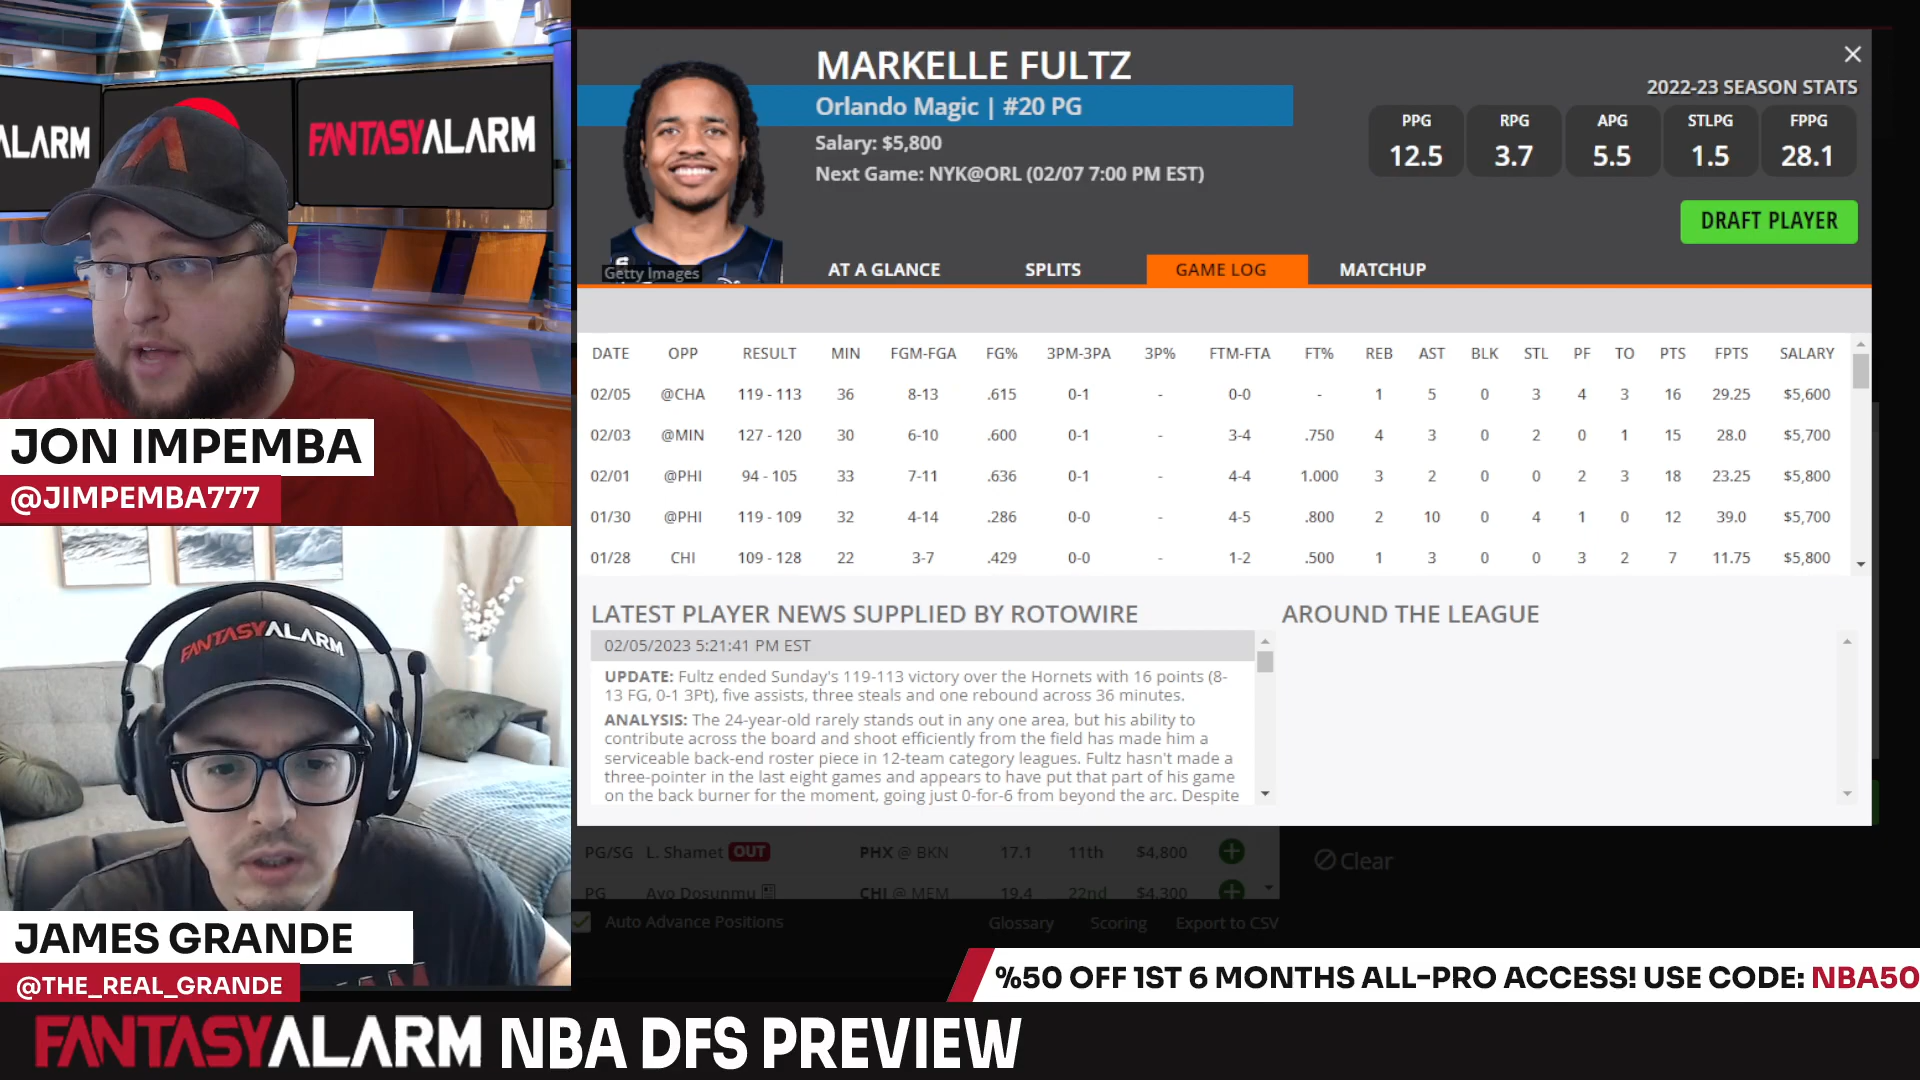 ALARM
FANTASYALARM
JON IMPEMBA
@JIMPEMBA777
FANTASYALARM
JAMES GRANDE
@THE_REAL_GRANDE
MARKELLE FULTZ
Orlando Magic | #20 PG
Salary: $5,800
Next Game: NYK@ORL (02/07 7:00 PM EST)
Getty Images
2022-23 SEASON STATS
PPG RPG APG STLPG FPPG
12.5 3.7 5.5 1.5 28.1
DRAFT PLAYER
AT A GLANCE SPLITS GAME LOG MATCHUP
DATE OPP RESULT MIN FGM-FGA FG% 3PM-3PA 3P% FTM-FTA FT% REB AST BLK STL PF TO PTS FPTS SALARY
02/05 @CHA 119 - 113 36 8-13 .615 0-1 - 0-0 - 1 5 0 3 4 3 16 29.25 $5,600
02/03 @MIN 127 - 120 30 6-10 .600 0-1 - 3-4 .750 4 3 0 2 0 1 15 28.0 $5,700
02/01 @PHI 94 - 105 33 7-11 .636 0-1 - 4-4 1.000 3 2 0 0 2 3 18 23.25 $5,800
01/30 @PHI 119 - 109 32 4-14 .286 0-0 - 4-5 .800 2 10 0 4 1 0 12 39.0 $5,700
01/28 CHI 109 - 128 22 3-7 .429 0-0 - 1-2 .500 1 3 0 0 3 2 7 11.75 $5,800
LATEST PLAYER NEWS SUPPLIED BY ROTOWIRE
AROUND THE LEAGUE
02/05/2023 5:21:41 PM EST
UPDATE: Fultz ended Sunday's 119-113 victory over the Hornets with 16 points (8-
13 FG, 0-1 3Pt), five assists, three steals and one rebound across 36 minutes.
ANALYSIS: The 24-year-old rarely stands out in any one area, but his ability to
contribute across the board and shoot efficiently from the field has made him a
serviceable back-end roster piece in 12-team category leagues. Fultz hasn't made a
three-pointer in the last eight games and appears to have put that part of his game
on the back burner for the moment, going just 0-for-6 from beyond the arc. Despite
PG/SG L. Shamet OUT PHX @ BKN 17.1 11th $4,800
Clear
PG Ayo Dosunmu CHI @ MEM 19.4 22nd $4,300
Auto Advance Positions Glossary Scoring Export to CSV
%50 OFF 1ST 6 MONTHS ALL-PRO ACCESS! USE CODE: NBA50
FANTASYALARM NBA DFS PREVIEW